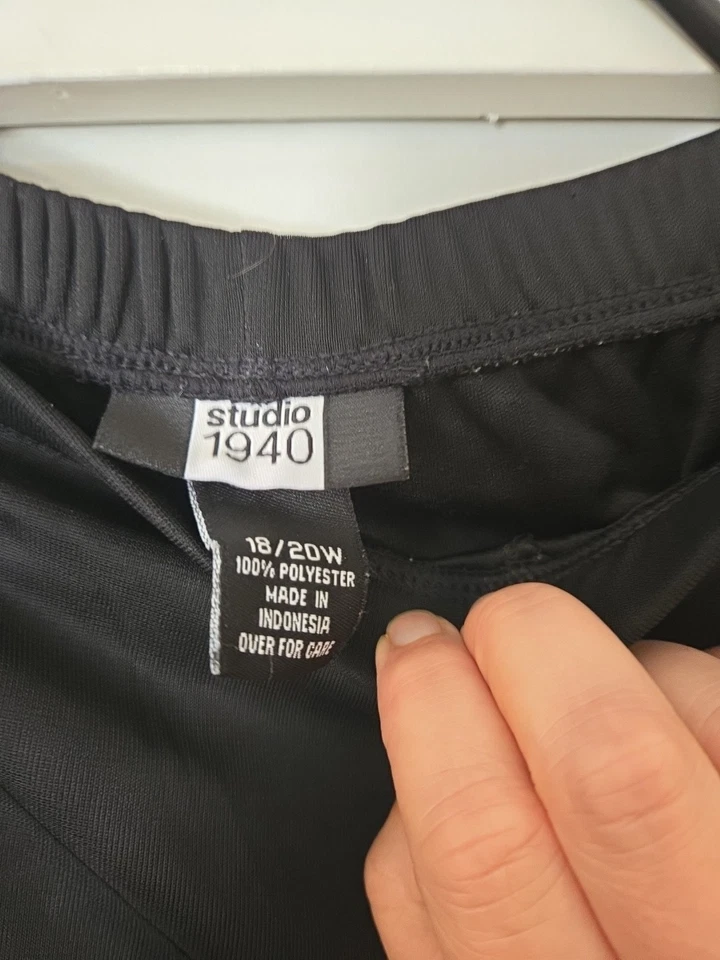 studio
1940
18/20W
100% POLYESTER
MADE IN
INDONESIA
OVER FOR CARE